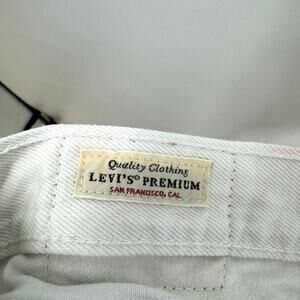 Quality Clothing
LEVI'S® PREMIUM
SAN FRANCISCO, CAL